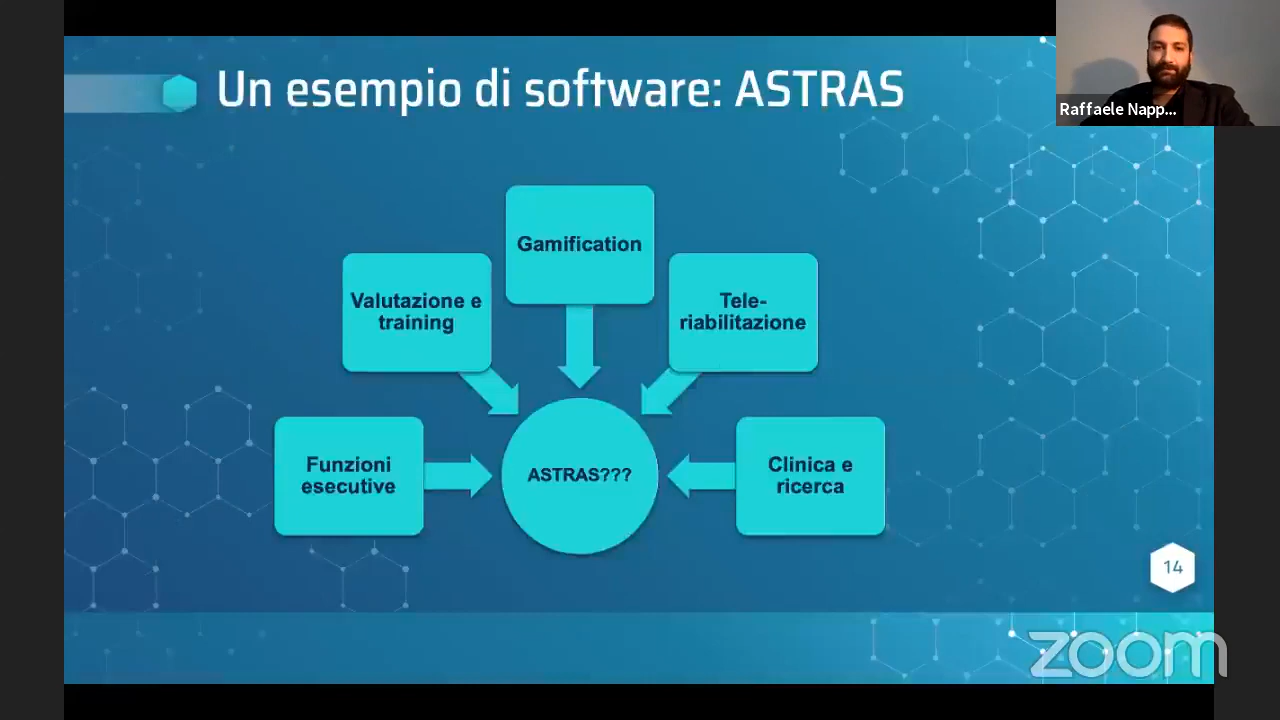 Un esempio di software: ASTRAS
Raffaele Napp...
Gamification
Valutazione e
training
Tele-
riabilitazione
Funzioni
esecutive
ASTRAS???
Clinica e
ricerca
14
zoom